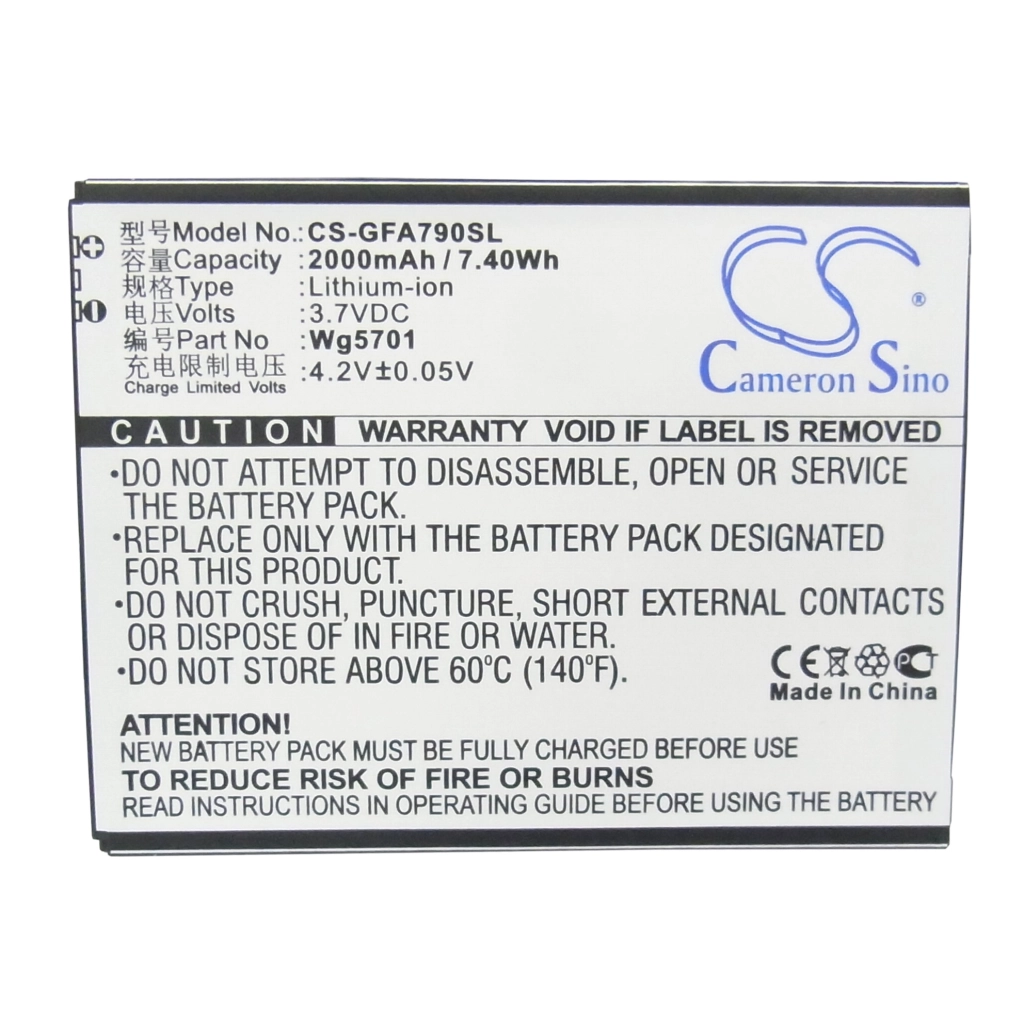 型号Model No.: CS-GFA790SL
容量Capacity :2000mAh / 7.40Wh
规格Type :Lithium-ion
电压Volts :3.7VDC
编号Part No :Wg5701
充电限制电压
Charge Limited Volts :4.2V±0.05V
CS®
Cameron Sino
CAUTION WARRANTY VOID IF LABEL IS REMOVED
•DO NOT ATTEMPT TO DISASSEMBLE, OPEN OR SERVICE
THE BATTERY PACK.
•REPLACE ONLY WITH THE BATTERY PACK DESIGNATED
FOR THIS PRODUCT.
•DO NOT CRUSH, PUNCTURE, SHORT EXTERNAL CONTACTS
OR DISPOSE OF IN FIRE OR WATER.
•DO NOT STORE ABOVE 60°C (140°F).
CE PCT
Made In China
ATTENTION!
NEW BATTERY PACK MUST BE FULLY CHARGED BEFORE USE
TO REDUCE RISK OF FIRE OR BURNS
READ INSTRUCTIONS IN OPERATING GUIDE BEFORE USING THE BATTERY